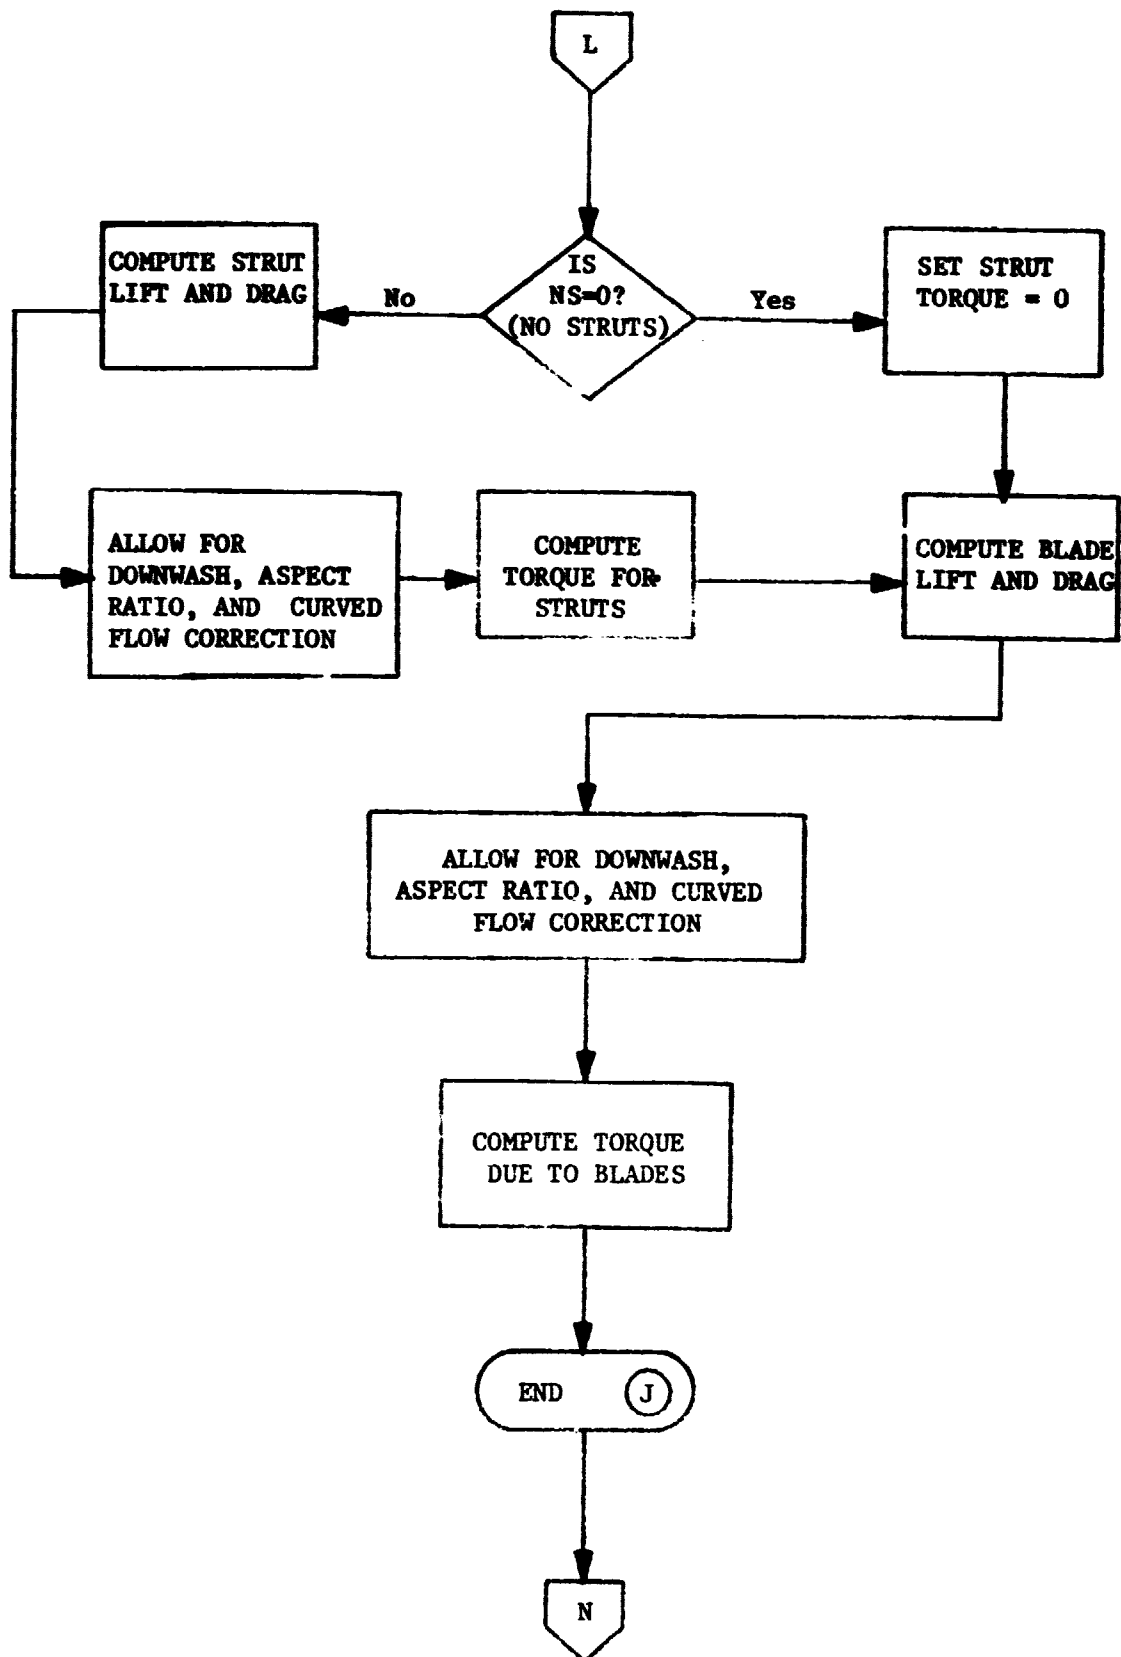 L
IS
NS=0?
(NO STRUTS)
No
Yes
COMPUTE STRUT
LIFT AND DRAG
SET STRUT
TORQUE = 0
ALLOW FOR
DOWNWASH, ASPECT
RATIO, AND CURVED
FLOW CORRECTION
COMPUTE
TORQUE FOR
STRUTS
COMPUTE BLADE
LIFT AND DRAG
ALLOW FOR DOWNWASH,
ASPECT RATIO, AND CURVED
FLOW CORRECTION
COMPUTE TORQUE
DUE TO BLADES
END J
N